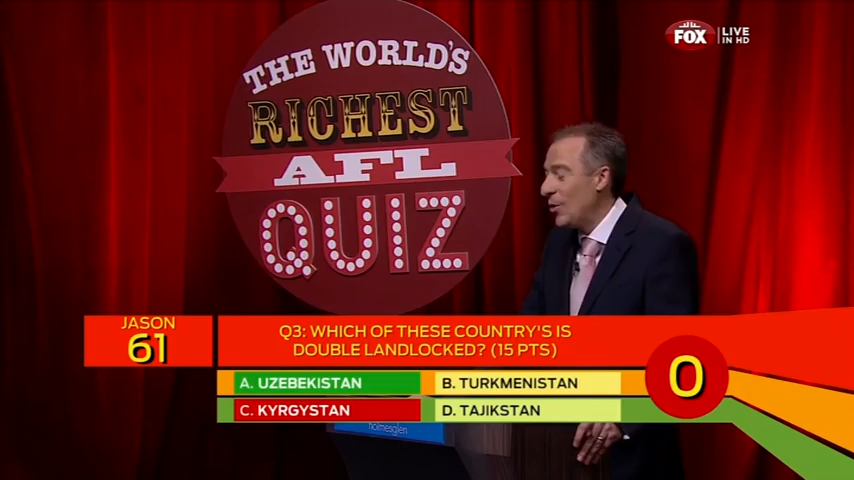 FOX
LIVE
IN HD
THE WORLD'S
RICHEST
AFL
QUIZ
JASON
61
Q3: WHICH OF THESE COUNTRY'S IS
DOUBLE LANDLOCKED? (15 PTS)
0
A. UZEBEKISTAN
B. TURKMENISTAN
C. KYRGYSTAN
D. TAJIKSTAN
holmesglen